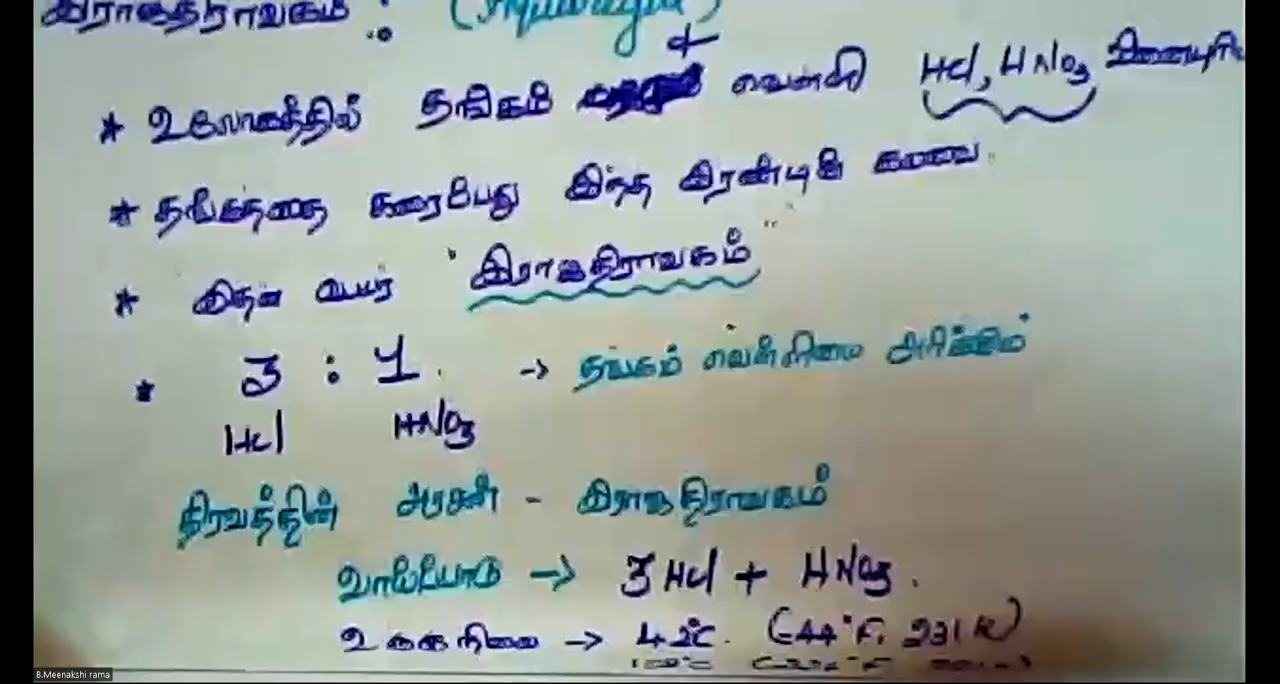 இராஜதிராவகம் :
* உலோகத்தில் தங்கம் வெள்ளி HCl, HNO3
* தங்கத்தை கரைபேது இந்த இரண்டின் கலவை.
* இதன் பெயர் "இராஜதிராவகம்"
* 3 : 1. -> தங்கம் வெள்ளிமை அரிக்கும்
HCl HNO3
திரவத்தின் அரசன் - இராஜதிராவகம்
-> 3 HCl + HNO3.
உருகுநிலை -> 42°C. (-44°F, 231K)
B.Meenakshi rama